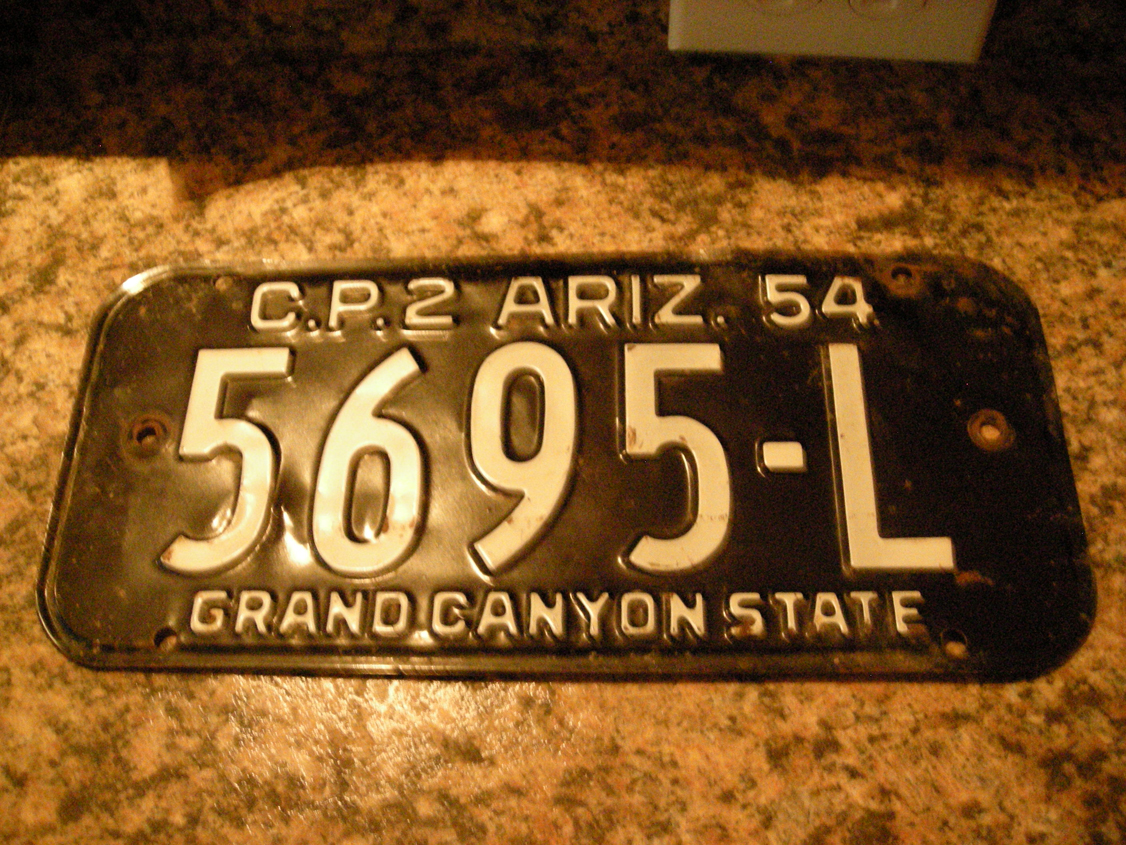 C.P.2 ARIZ. 54
5695-L
GRAND CANYON STATE